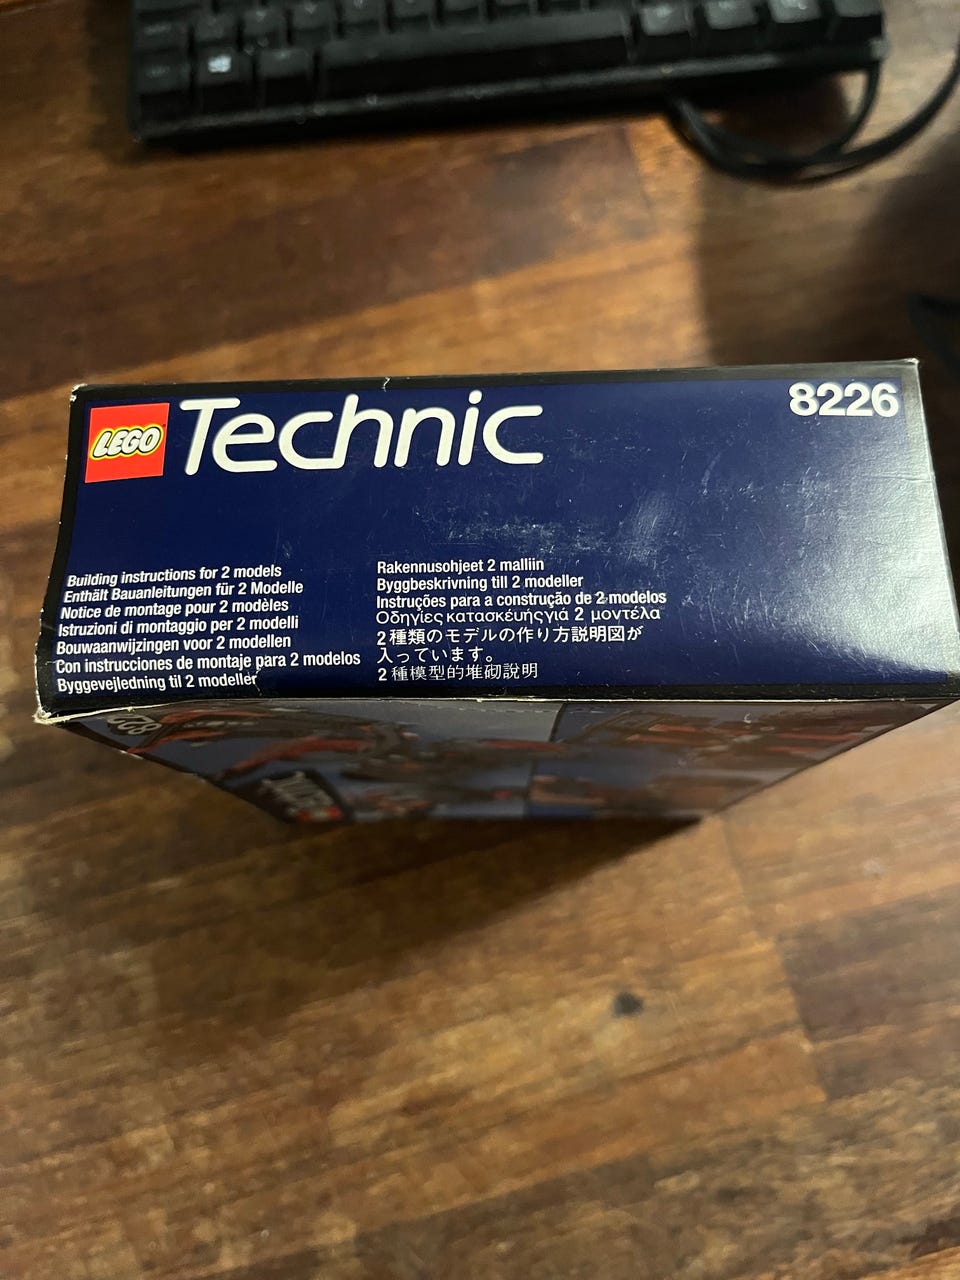 LEGO Technic 8226
Building instructions for 2 models
Enthält Bauanleitungen für 2 Modelle
Notice de montage pour 2 modèles
Istruzioni di montaggio per 2 modelli
Bouwaanwijzingen voor 2 modellen
Con instrucciones de montaje para 2 modelos
Byggevejledning til 2 modeller
Rakennusohjeet 2 malliin
Byggbeskrivning till 2 modeller
Instruções para a construção de 2 modelos
Οδηγίες κατασκέυής γιά 2 μοντέλα
2種類のモデルの作り方説明図が
入っています。
2種模型的堆砌說明
8226